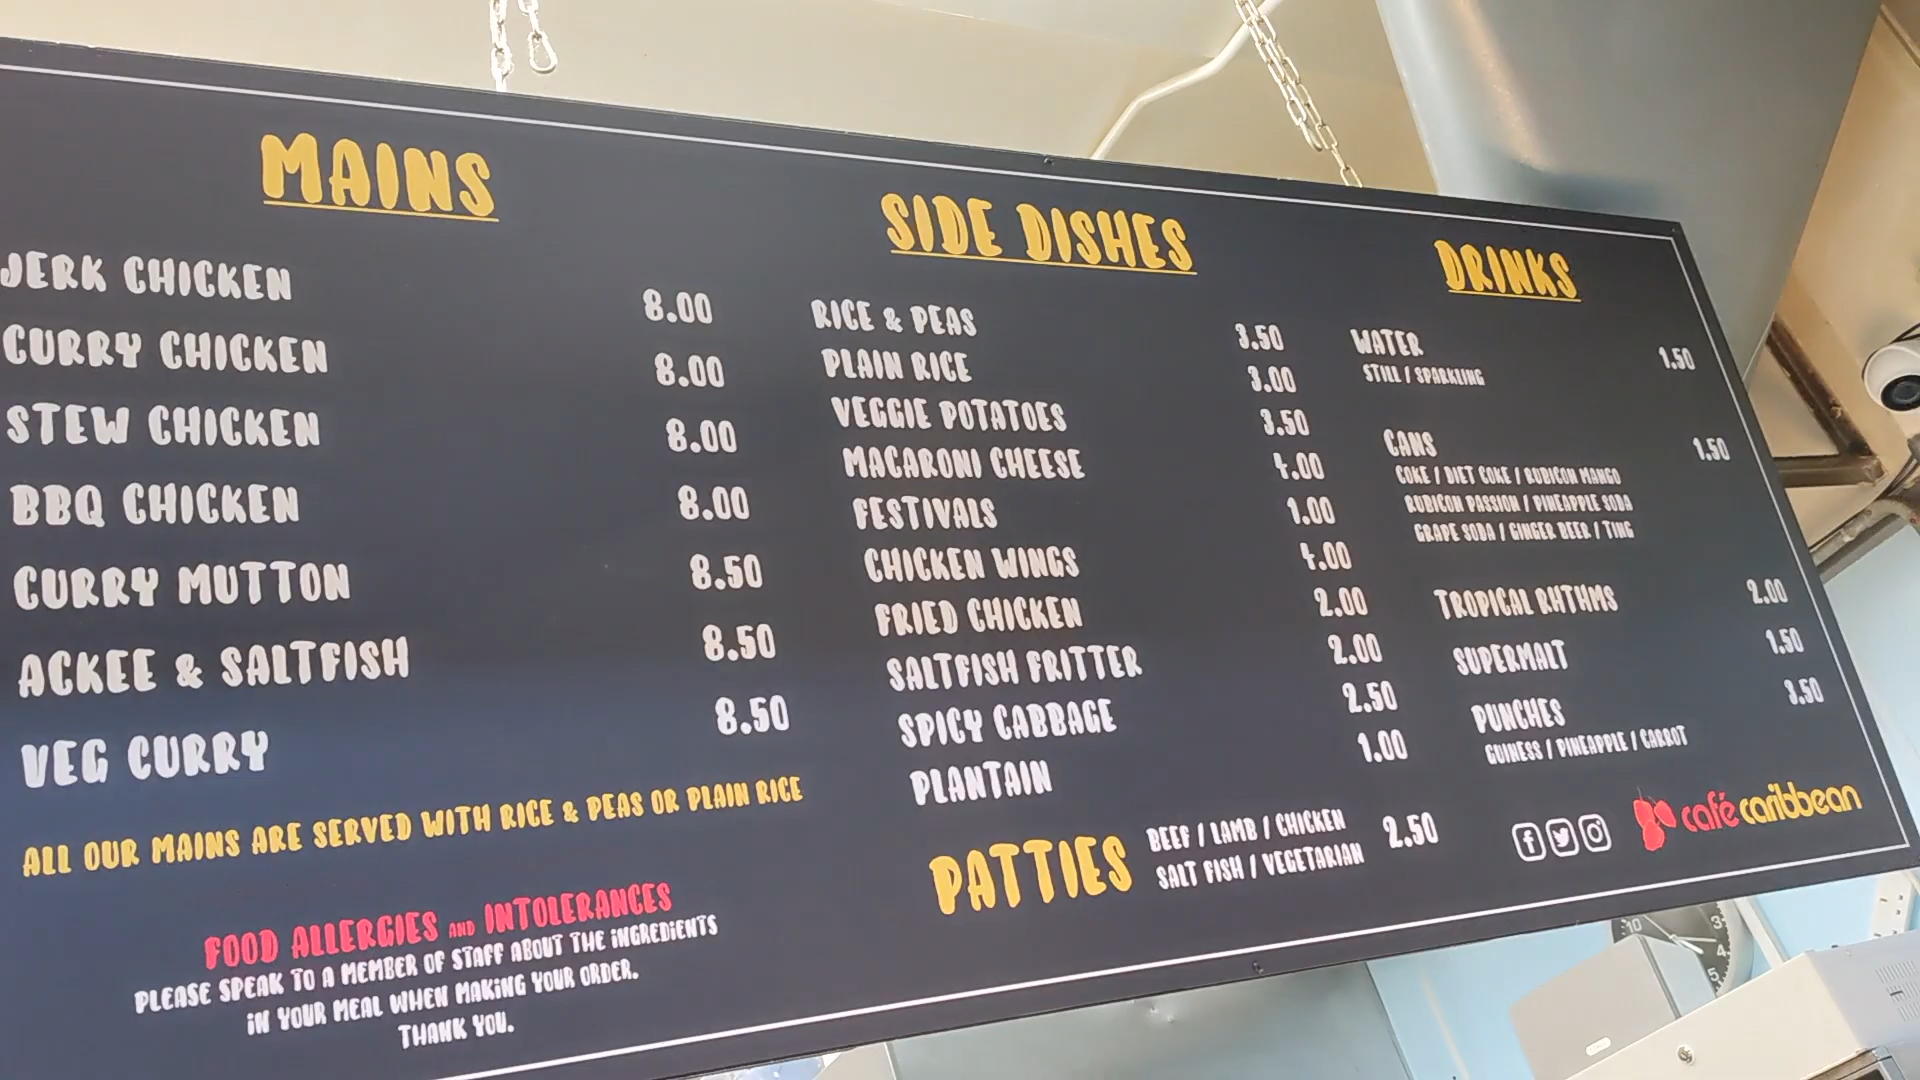 MAINS
JERK CHICKEN 8.00
CURRY CHICKEN 8.00
STEW CHICKEN 8.00
BBQ CHICKEN 8.00
CURRY MUTTON 8.50
ACKEE & SALTFISH 8.50
VEG CURRY 8.50
ALL OUR MAINS ARE SERVED WITH RICE & PEAS OR PLAIN RICE
FOOD ALLERGIES AND INTOLERANCES
PLEASE SPEAK TO A MEMBER OF STAFF ABOUT THE INGREDIENTS
IN YOUR MEAL WHEN MAKING YOUR ORDER.
THANK YOU.
SIDE DISHES
RICE & PEAS 3.50
PLAIN RICE 3.00
VEGGIE POTATOES 3.50
MACARONI CHEESE 4.00
FESTIVALS 1.00
CHICKEN WINGS 4.00
FRIED CHICKEN 2.00
SALTFISH FRITTER 2.00
SPICY CABBAGE 2.50
PLANTAIN 1.00
PATTIES
BEEF / LAMB / CHICKEN
SALT FISH / VEGETARIAN
2.50
DRINKS
WATER 1.50
STILL / SPARKLING
CANS 1.50
COKE / DIET COKE / RUBICON MANGO
RUBICON PASSION / PINEAPPLE SODA
GRAPE SODA / GINGER BEER / TING
TROPICAL RHTHMS 2.00
SUPERMALT 1.50
PUNCHES 3.50
GUINESS / PINEAPPLE / CARROT
café caribbean
10
3
4
5